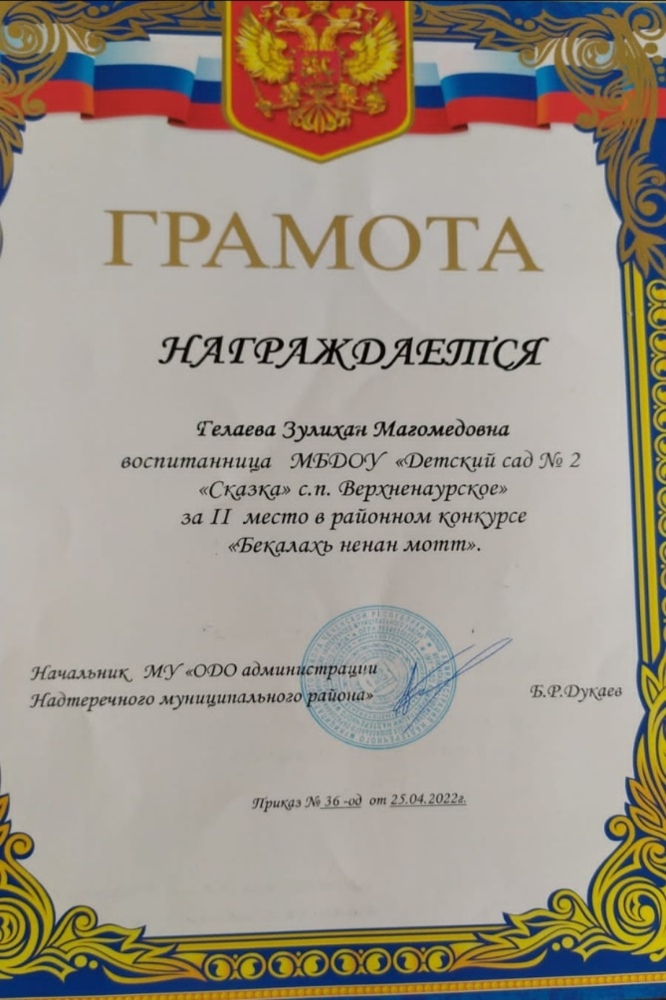 ГРАМОТА
НАГРАЖДАЕТСЯ
Гелаева Зулихан Магомедовна
воспитанница МБДОУ «Детский сад № 2
«Сказка» с.п. Верхненаурское»
за II место в районном конкурсе
«Бекалахь ненан мотт».
Начальник МУ «ОДО администрации
Надтеречного муниципального района»
Б.Р.Дукаев
Приказ № 36 -од от 25.04.2022г.